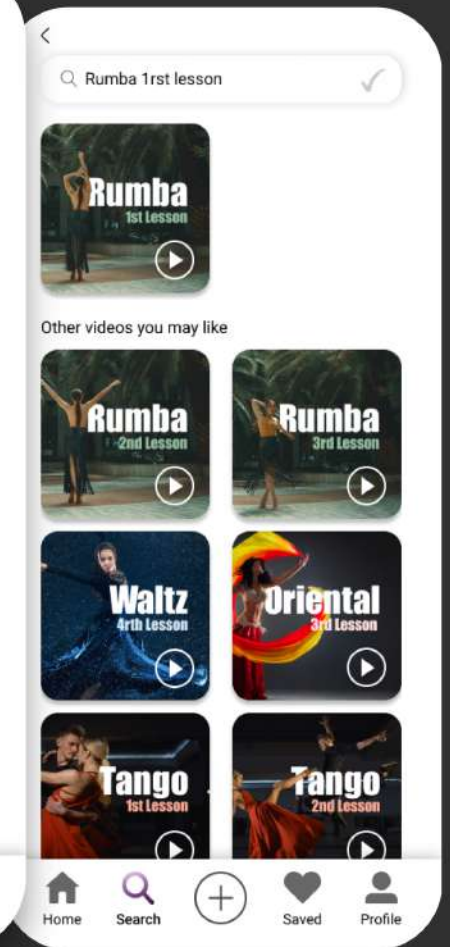 Rumba 1rst lesson
Rumba
1st Lesson
Other videos you may like
Rumba
2nd Lesson
Rumba
3rd Lesson
Waltz
4rth Lesson
Oriental
3rd Lesson
Tango
1st Lesson
Tango
2nd Lesson
Home
Search
Saved
Profile